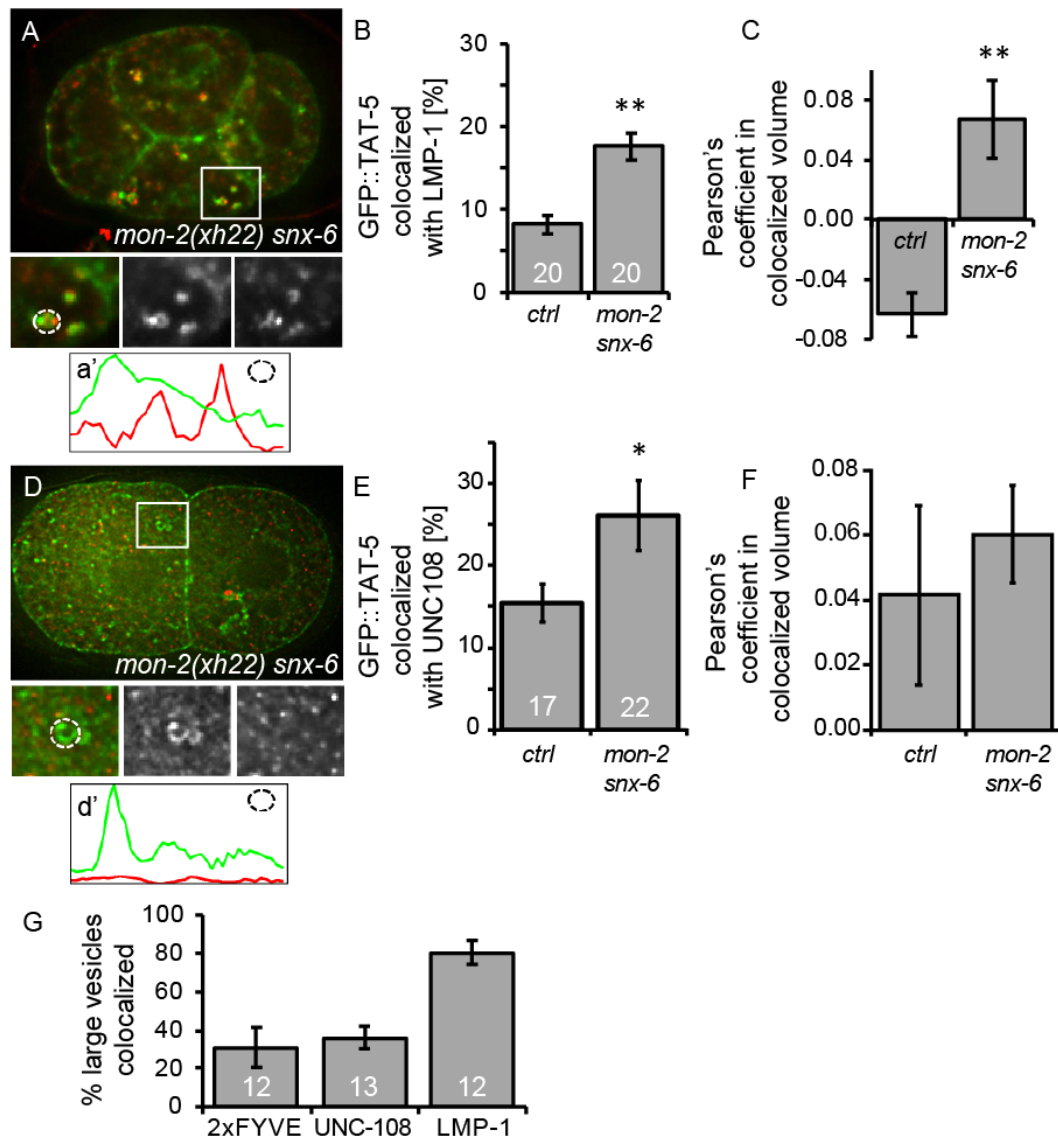 A
mon-2(xh22) snx-6
a'
B
GFP::TAT-5
colocalized
with LMP-1 [%]
30
20
10
0
**
20
20
ctrl
mon-2
snx-6
C
Pearson's
coefficient in
colocalized volume
0.08
0.04
0.00
-0.04
-0.08
**
ctrl
mon-2
snx-6
D
mon-2(xh22) snx-6
d'
E
GFP::TAT-5
colocalized
with UNC108 [%]
30
20
10
0
*
17
22
ctrl
mon-2
snx-6
F
Pearson's
coefficient in
colocalized volume
0.08
0.06
0.04
0.02
0.00
ctrl
mon-2
snx-6
G
% large vesicles
colocalized
100
80
60
40
20
0
12
13
12
2xFYVE
UNC-108
LMP-1